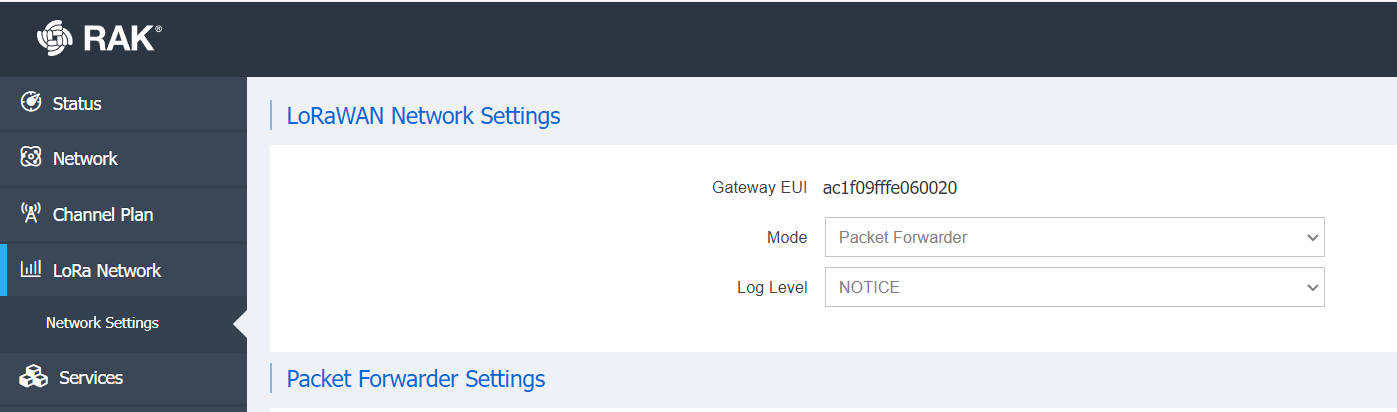 RAK®
Status
Network
Channel Plan
LoRa Network
Network Settings
Services
LoRaWAN Network Settings
Gateway EUI ac1f09fffe060020
Mode Packet Forwarder
Log Level NOTICE
Packet Forwarder Settings